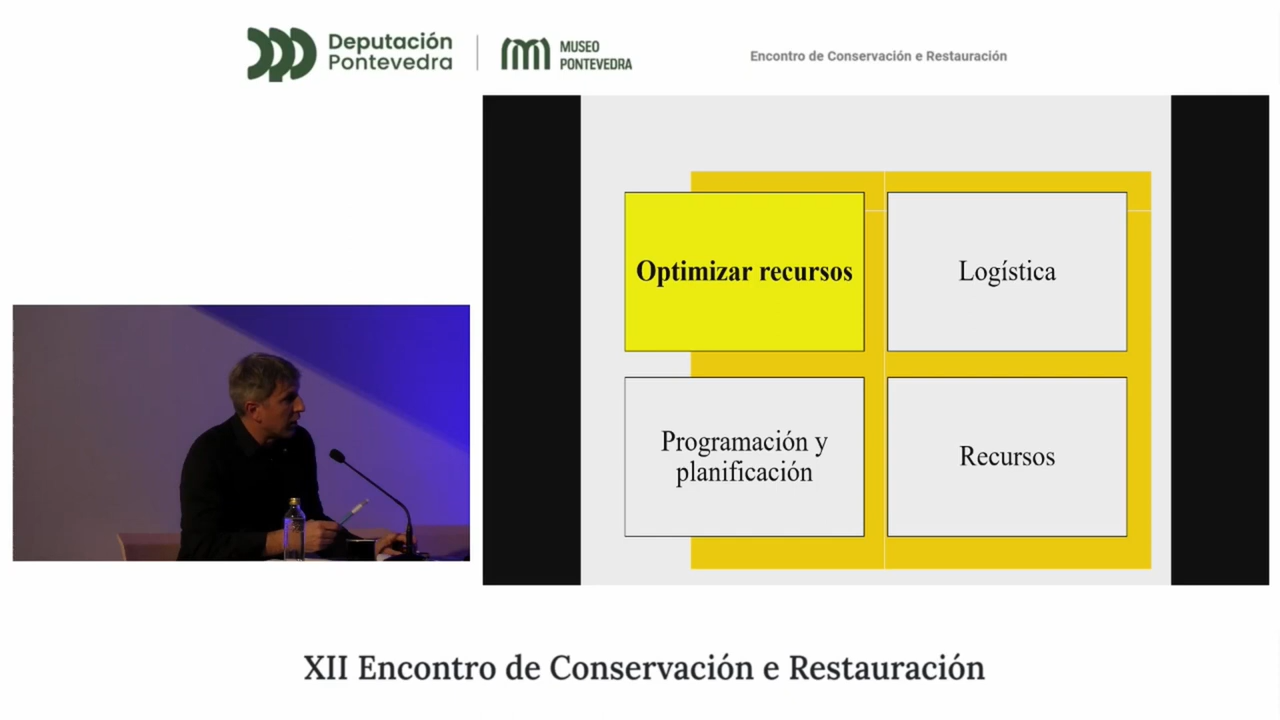 Deputación
Pontevedra
MUSEO
PONTEVEDRA
Encontro de Conservación e Restauración
Optimizar recursos
Logística
Programación y
planificación
Recursos
XII Encontro de Conservación e Restauración